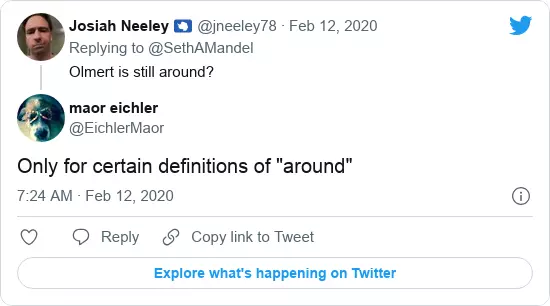 Josiah Neeley @jneeley78 · Feb 12, 2020
Replying to @SethAMandel
Olmert is still around?
maor eichler
@EichlerMaor
Only for certain definitions of "around"
7:24 AM · Feb 12, 2020
Reply Copy link to Tweet
Explore what's happening on Twitter